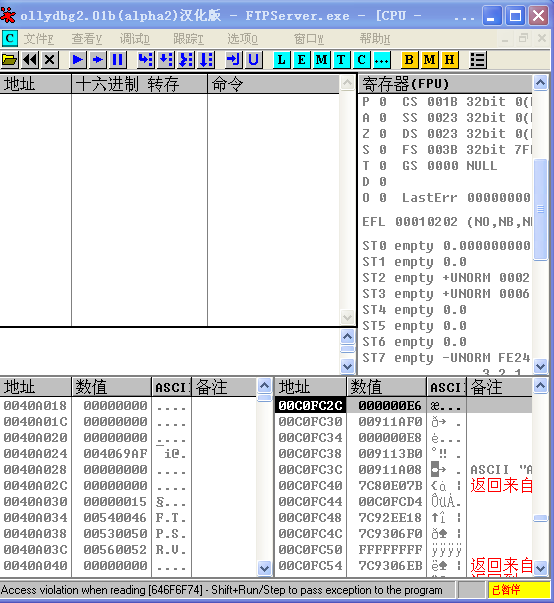 ollydbg2.01b(alpha2)汉化版 - FTPServer.exe - [CPU - ...
C 文件F 查看V 调试D 跟踪T 选项O 窗口W 帮助H
L E M T C ... B M H
地址 十六进制 转存 命令
寄存器(FPU)
P 0 CS 001B 32bit 0(
A 0 SS 0023 32bit 0(
Z 0 DS 0023 32bit 0(
S 0 FS 003B 32bit 7F
T 0 GS 0000 NULL
D 0
O 0 LastErr 00000000
EFL 00010202 (NO,NB,N
ST0 empty 0.000000000
ST1 empty 0.0
ST2 empty +UNORM 0002
ST3 empty +UNORM 0006
ST4 empty 0.0
ST5 empty 0.0
ST6 empty 0.0
ST7 empty -UNORM FE24
3 2 1
地址 数值 ASCI 备注
0040A018 00000000 ....
0040A01C 00000000 ....
0040A020 00000000 _...
0040A024 004069AF i@.
0040A028 00000000 ....
0040A02C 00000000 ....
0040A030 00000015 §...
0040A034 00540046 F.T.
0040A038 00530050 P.S.
0040A03C 00560052 R.V.
0040A040 00000000 ....
地址 数值 ASCI 备注
00C0FC2C 000000E6 æ...
00C0FC30 00911AF0
00C0FC34 000000E8 è...
00C0FC38 009113B0
00C0FC3C 00911A08 ASCII "A
00C0FC40 7C80E07B 返回来自
00C0FC44 00C0FCD4 ÔüÀ.
00C0FC48 7C92EE18
00C0FC4C 7C9306F0
00C0FC50 FFFFFFFF ÿÿÿÿ
00C0FC54 7C9306EB 返回来自
Access violation when reading [646F6F74] - Shift+Run/Step to pass exception to the program 已暂停